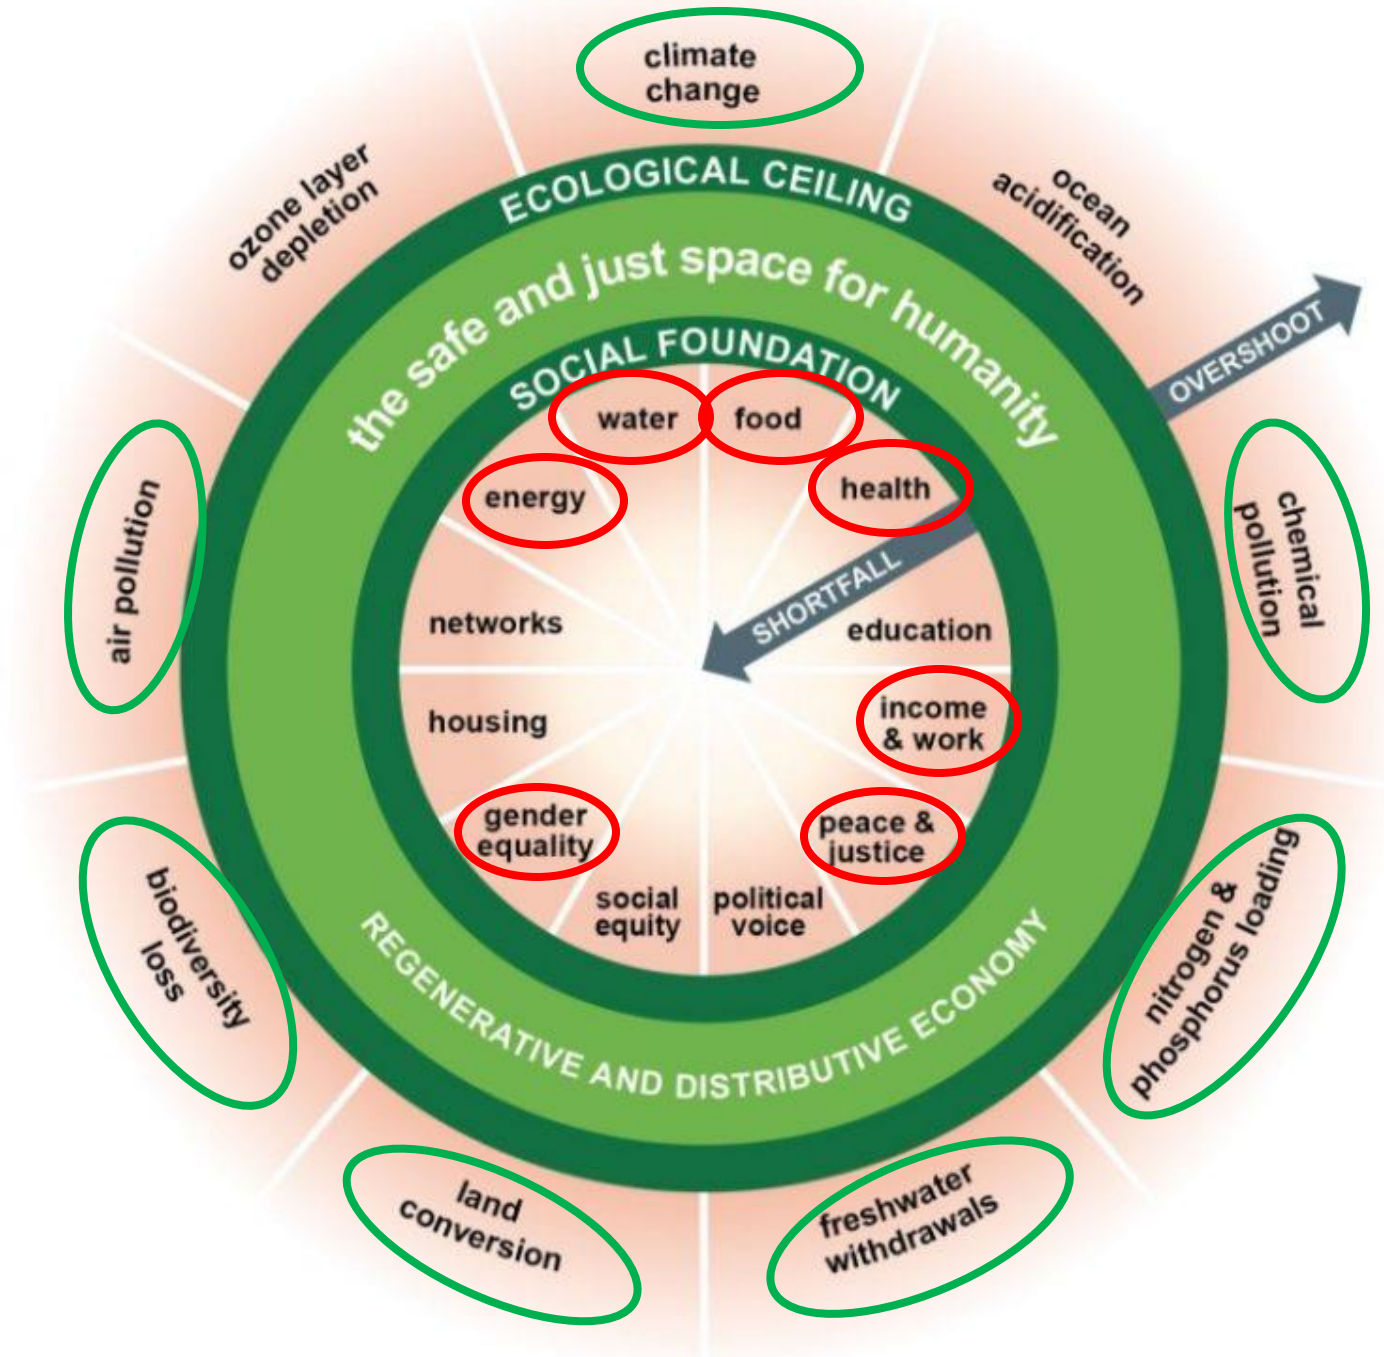 climate
change
ozone layer
depletion
ocean
acidification
ECOLOGICAL CEILING
the safe and just space for humanity
OVERSHOOT
SOCIAL FOUNDATION
water
food
energy
health
air pollution
chemical
pollution
SHORTFALL
networks
education
housing
income
& work
gender
equality
peace &
justice
social
equity
political
voice
biodiversity
loss
nitrogen &
phosphorus loading
REGENERATIVE AND DISTRIBUTIVE ECONOMY
land
conversion
freshwater
withdrawals